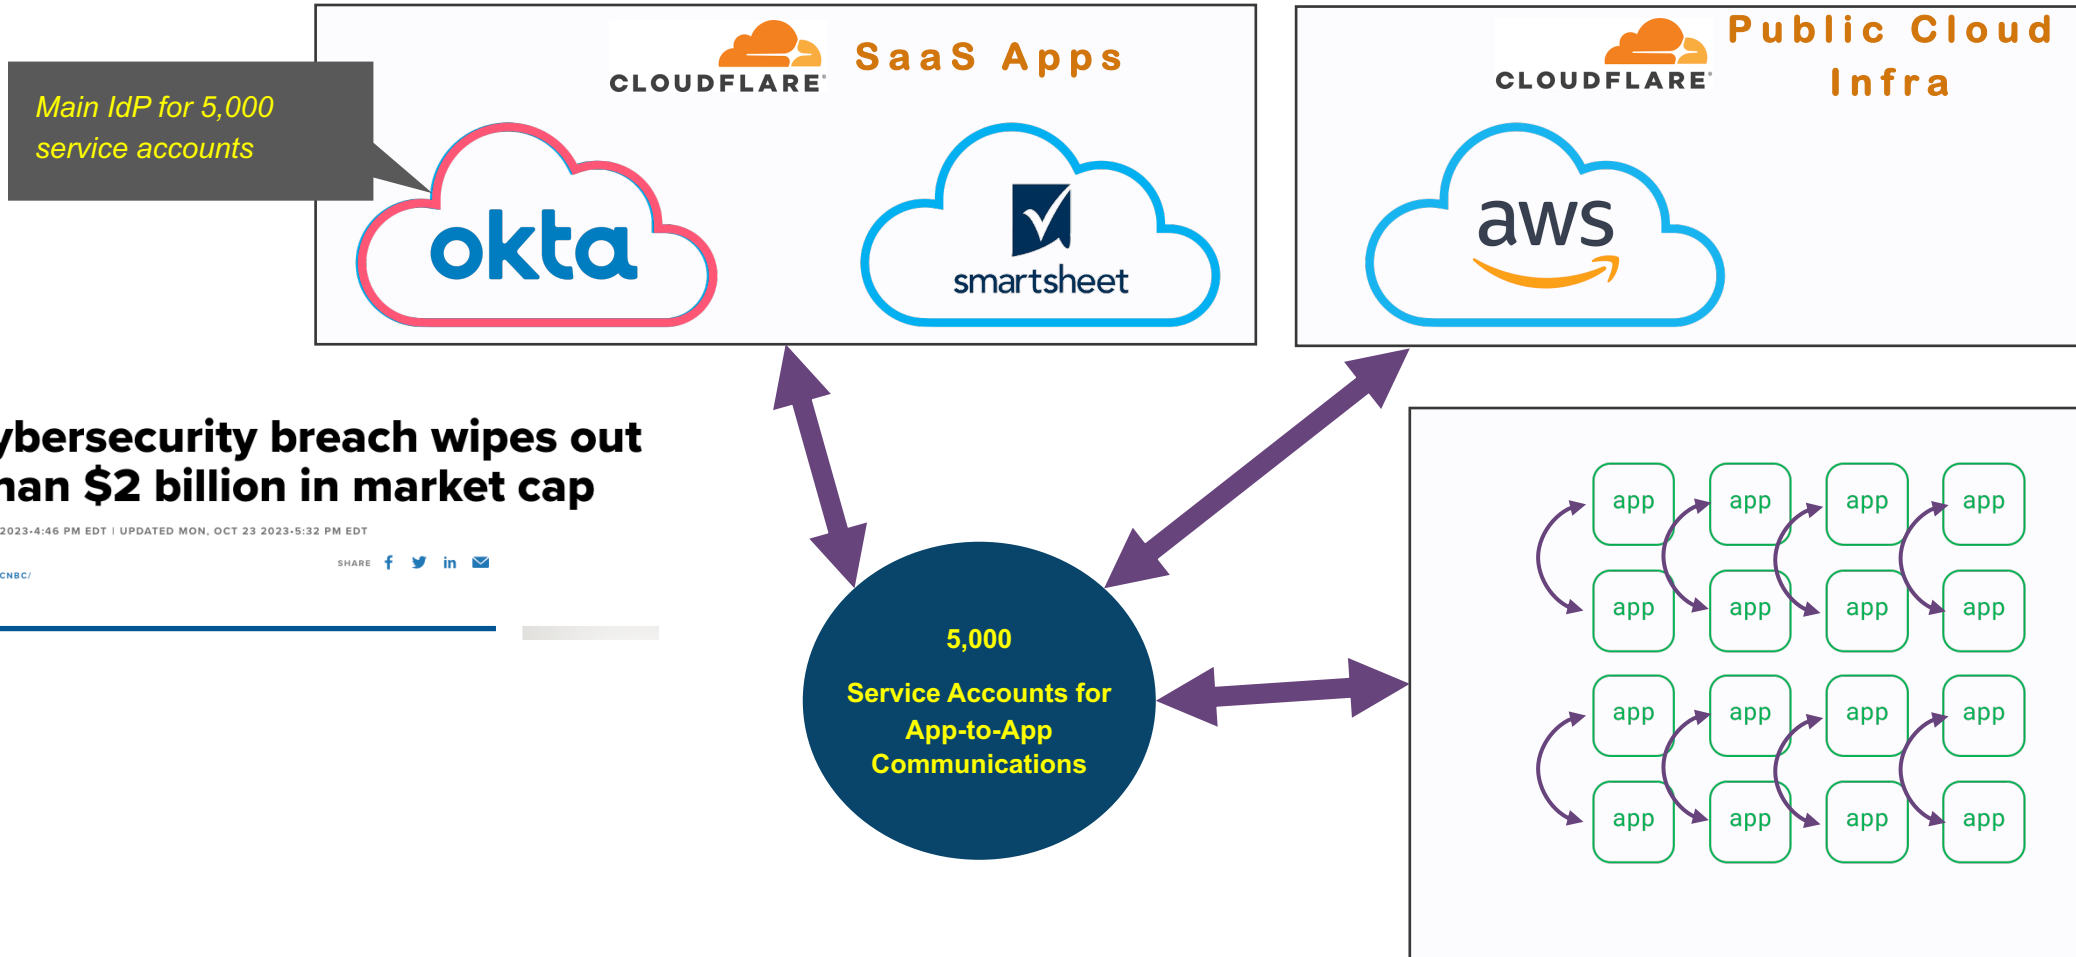 CLOUDFLARE
SaaS Apps
CLOUDFLARE
Public Cloud
Infra
Main IdP for 5,000
service accounts
okta
smartsheet
aws
ybersecurity breach wipes out
han $2 billion in market cap
2023•4:46 PM EDT | UPDATED MON, OCT 23 2023•5:32 PM EDT
SHARE f in
CNBC/
5,000
Service Accounts for
App-to-App
Communications
app app app app
app app app app
app app app app
app app app app